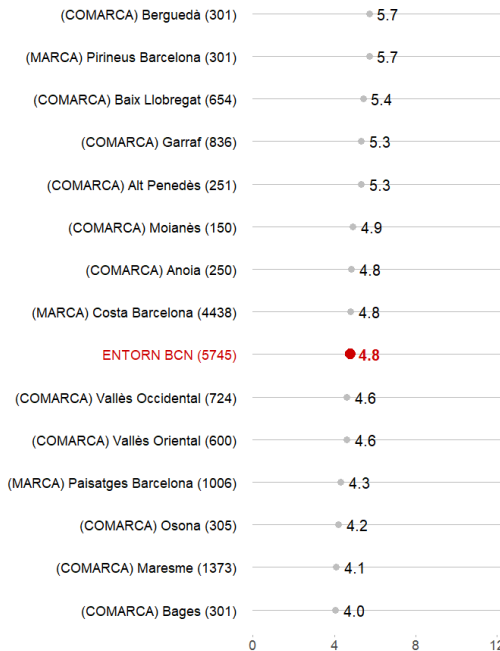 (COMARCA) Berguedà (301) 5.7
(MARCA) Pirineus Barcelona (301) 5.7
(COMARCA) Baix Llobregat (654) 5.4
(COMARCA) Garraf (836) 5.3
(COMARCA) Alt Penedès (251) 5.3
(COMARCA) Moianès (150) 4.9
(COMARCA) Anoia (250) 4.8
(MARCA) Costa Barcelona (4438) 4.8
ENTORN BCN (5745) 4.8
(COMARCA) Vallès Occidental (724) 4.6
(COMARCA) Vallès Oriental (600) 4.6
(MARCA) Paisatges Barcelona (1006) 4.3
(COMARCA) Osona (305) 4.2
(COMARCA) Maresme (1373) 4.1
(COMARCA) Bages (301) 4.0
0 4 8 12